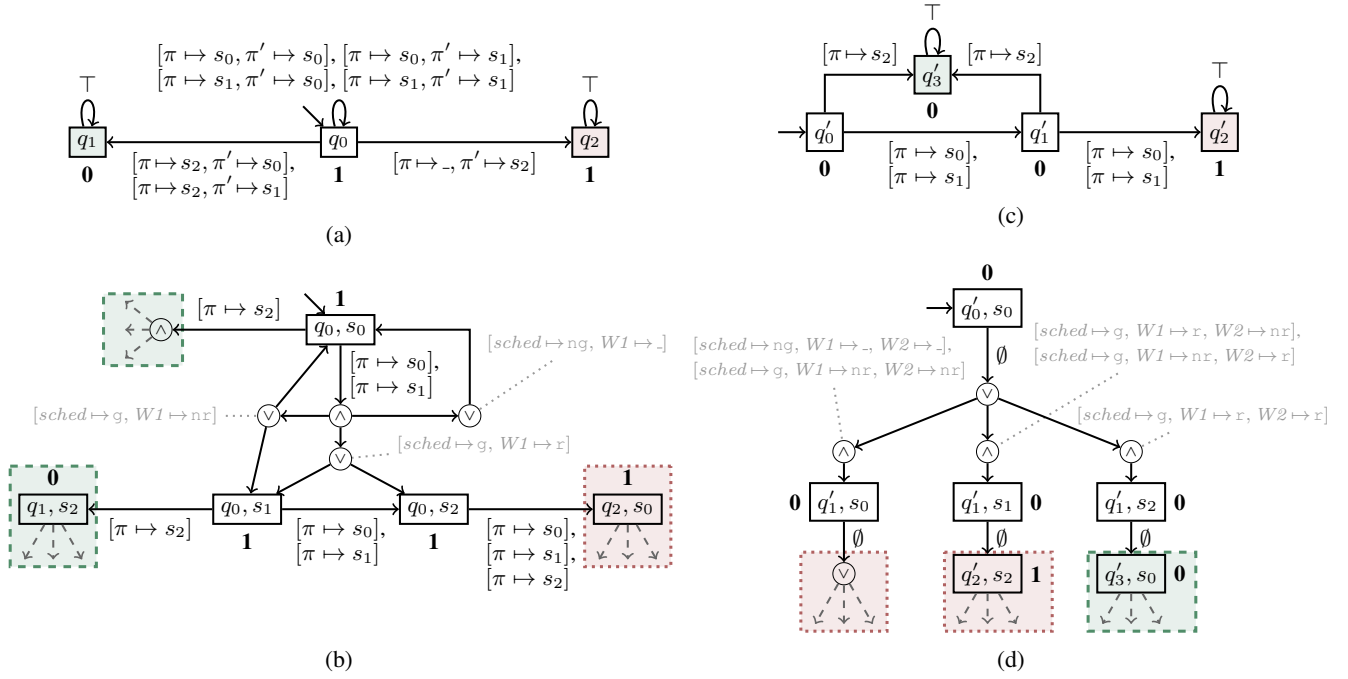 [π ↦ s₀, π′ ↦ s₀], [π ↦ s₀, π′ ↦ s₁],
[π ↦ s₁, π′ ↦ s₀], [π ↦ s₁, π′ ↦ s₁]
⊤
⊤
q₁
q₀
q₂
0
[π ↦ s₂, π′ ↦ s₀],
[π ↦ s₂, π′ ↦ s₁]
1
[π ↦ _, π′ ↦ s₂]
1
(a)
⊤
[π ↦ s₂]
q′₃
[π ↦ s₂]
0
⊤
q′₀
q′₁
q′₂
0
[π ↦ s₀],
[π ↦ s₁]
0
[π ↦ s₀],
[π ↦ s₁]
1
(c)
1
∧
[π ↦ s₂]
q₀, s₀
[π ↦ s₀],
[π ↦ s₁]
[sched ↦ ng, W1 ↦ _]
[sched ↦ g, W1 ↦ nr]
∨
∧
∨
[sched ↦ g, W1 ↦ r]
∨
0
1
q₁, s₂
[π ↦ s₂]
q₀, s₁
[π ↦ s₀],
[π ↦ s₁]
q₀, s₂
[π ↦ s₀],
[π ↦ s₁],
[π ↦ s₂]
q₂, s₀
1
1
(b)
0
q′₀, s₀
∅
[sched ↦ ng, W1 ↦ _, W2 ↦ _],
[sched ↦ g, W1 ↦ nr, W2 ↦ nr]
[sched ↦ g, W1 ↦ r, W2 ↦ nr],
[sched ↦ g, W1 ↦ nr, W2 ↦ r]
∨
[sched ↦ g, W1 ↦ r, W2 ↦ r]
∧
∧
∧
0
q′₁, s₀
q′₁, s₁
0
q′₁, s₂
0
∅
∅
∅
∨
q′₂, s₂
1
q′₃, s₀
0
(d)